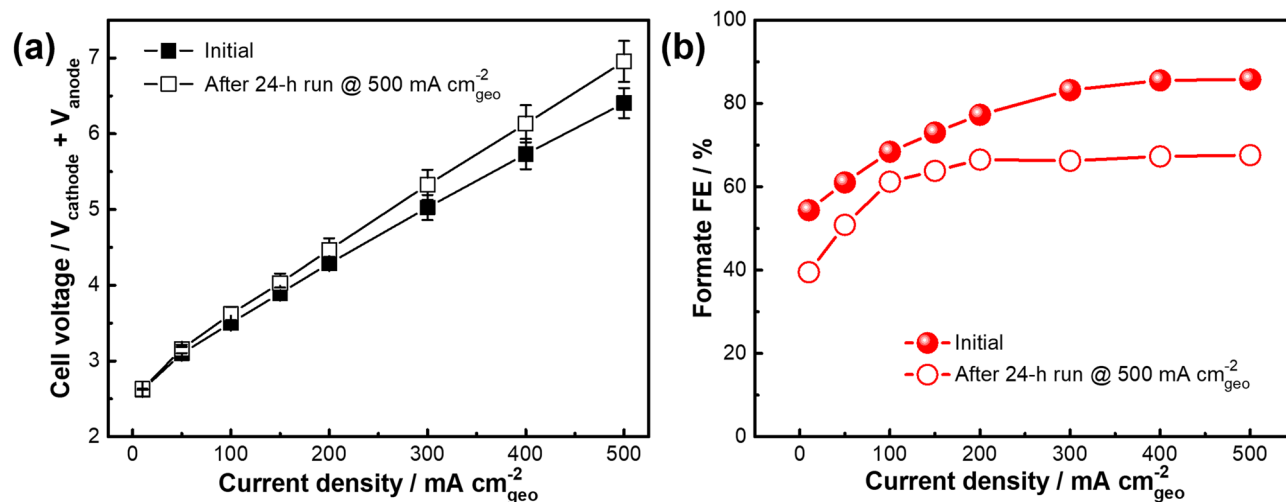 (a)
Initial
After 24-h run @ 500 mA cm⁻²geo
Cell voltage / Vcathode + Vanode
7
6
5
4
3
2
0 100 200 300 400 500
Current density / mA cm⁻²geo
(b)
Formate FE / %
100
80
60
40
20
0
Initial
After 24-h run @ 500 mA cm⁻²geo
0 100 200 300 400 500
Current density / mA cm⁻²geo